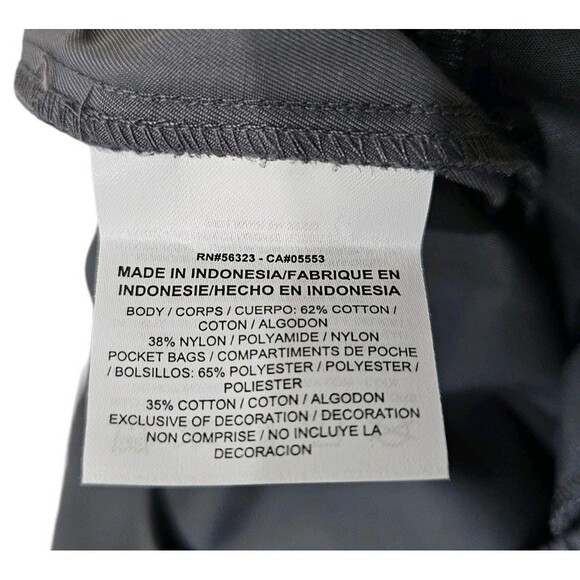 RN#56323 - CA#05553
MADE IN INDONESIA/FABRIQUE EN
INDONESIE/HECHO EN INDONESIA
BODY / CORPS / CUERPO: 62% COTTON /
COTON / ALGODON
38% NYLON / POLYAMIDE / NYLON
POCKET BAGS / COMPARTIMENTS DE POCHE
/ BOLSILLOS: 65% POLYESTER / POLYESTER /
POLIESTER
35% COTTON / COTON / ALGODON
EXCLUSIVE OF DECORATION / DECORATION
NON COMPRISE / NO INCLUYE LA
DECORACION